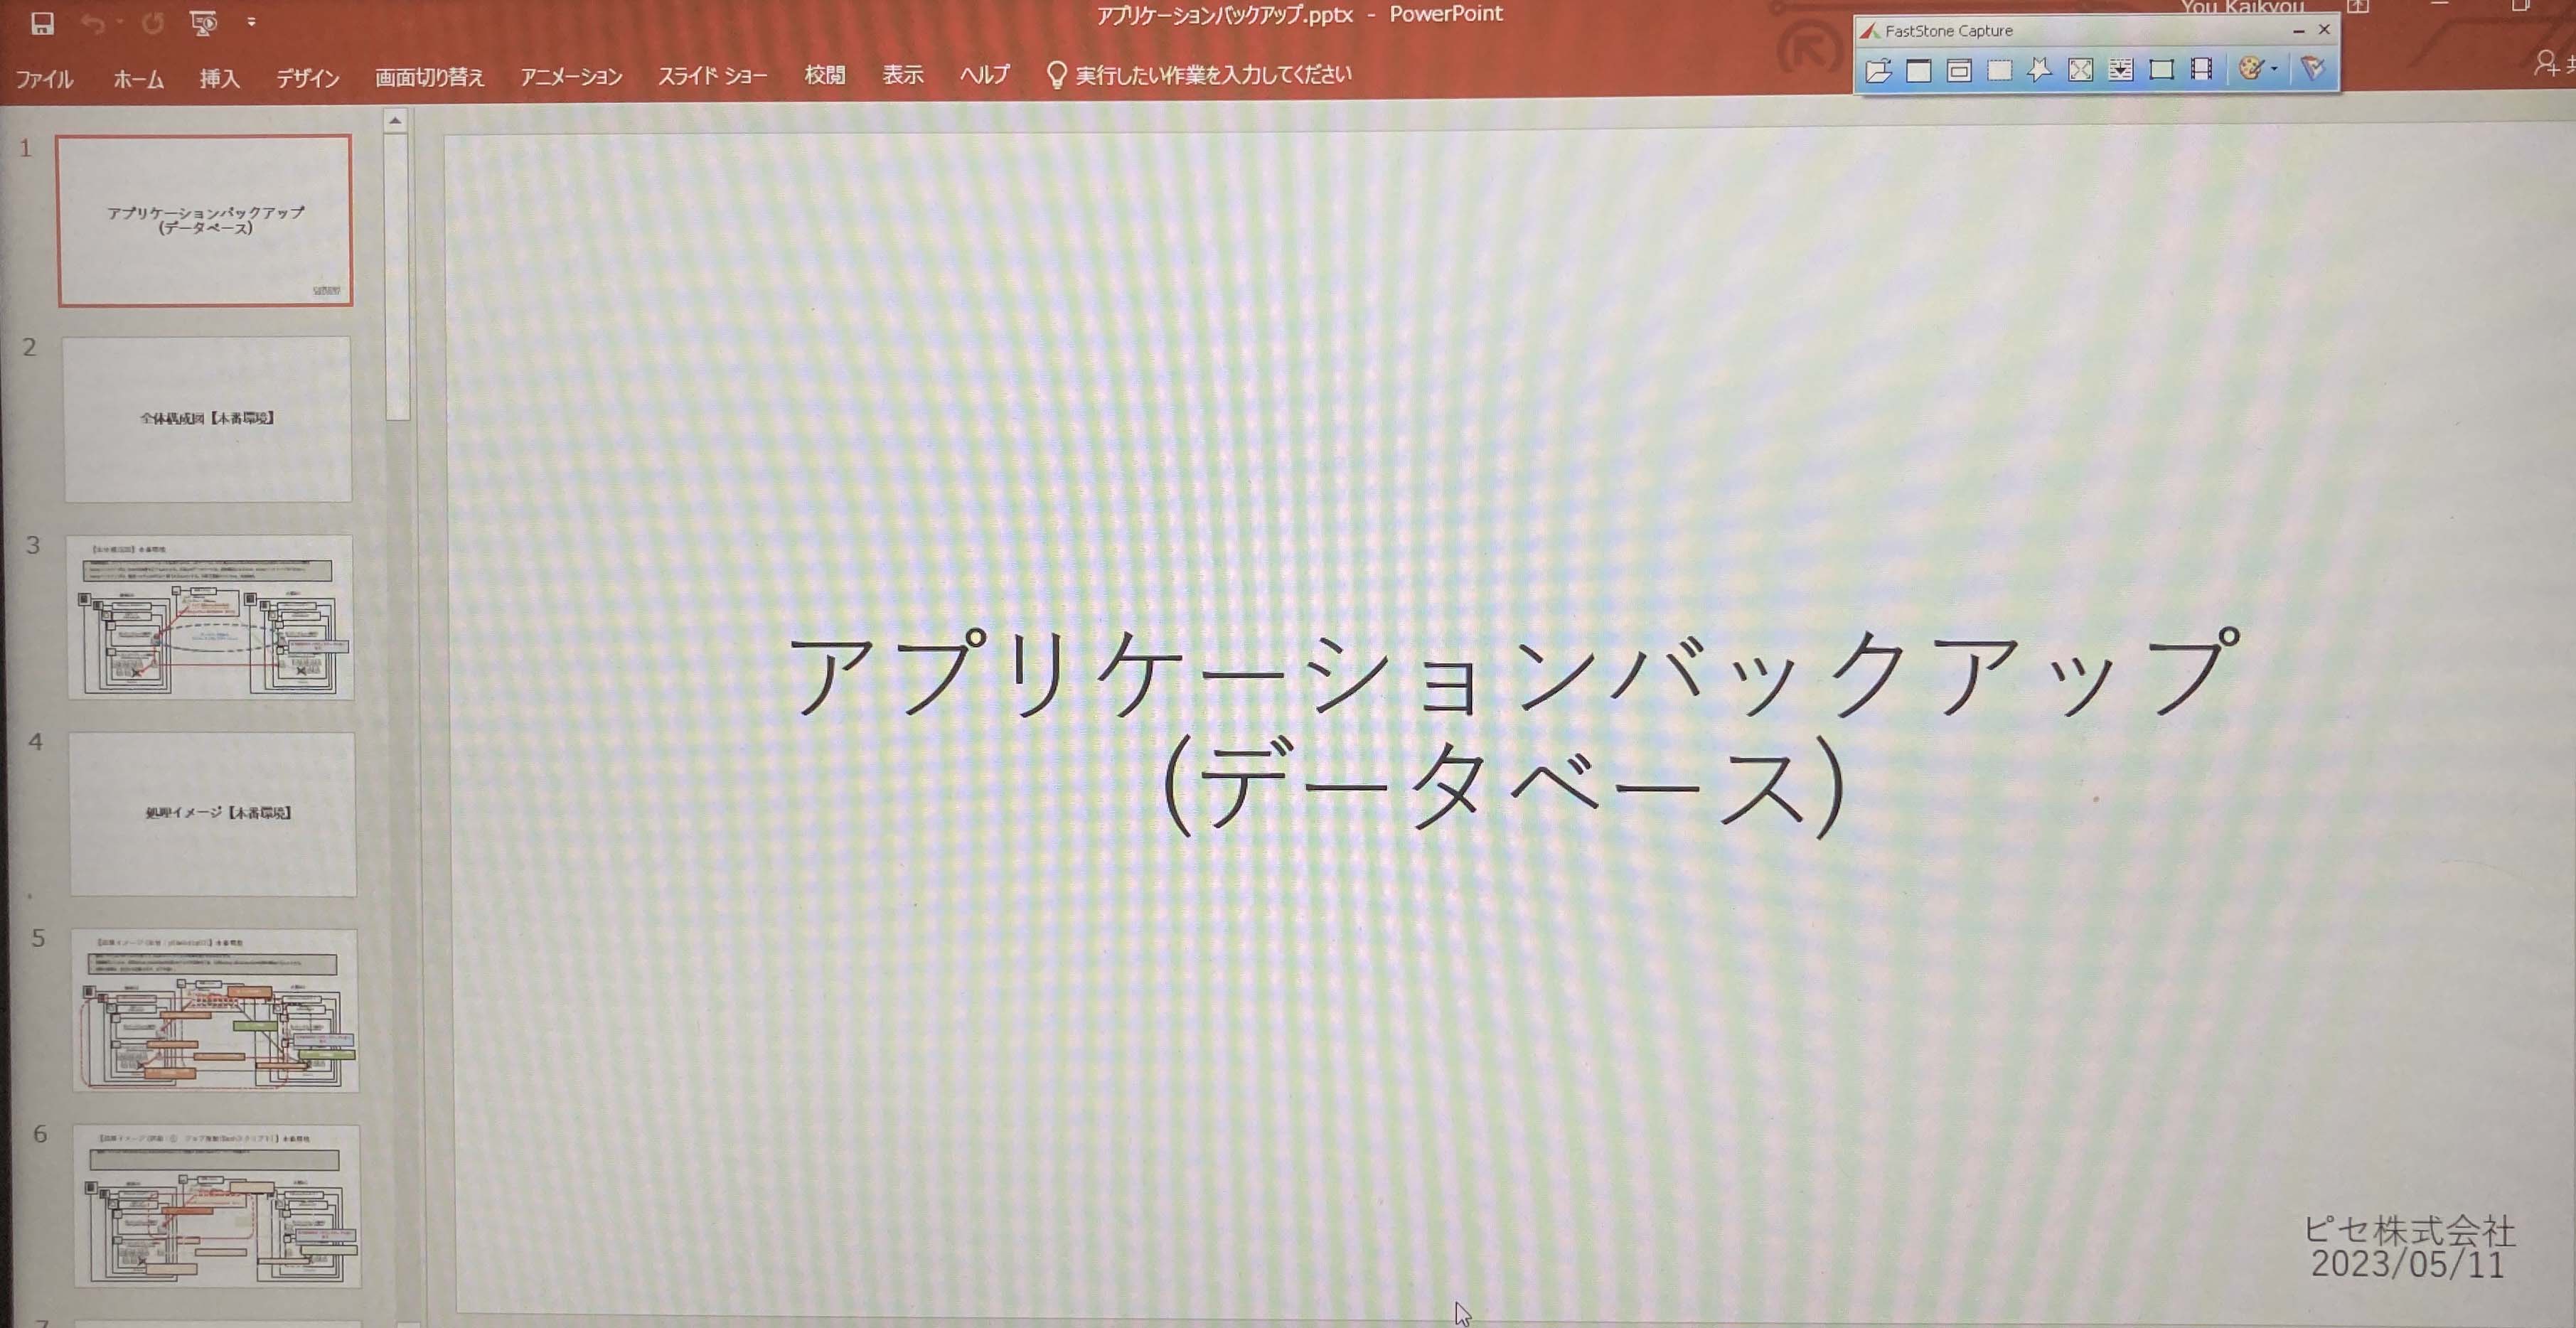 アプリケーションバックアップ.pptx - PowerPoint
You Kaikyou
FastStone Capture
ファイル ホーム 挿入 デザイン 画面切り替え アニメーション スライド ショー 校閲 表示 ヘルプ 実行したい作業を入力してください
1
アプリケーションバックアップ
(データベース)
2
全体構成図【本番環境】
3
4
処理イメージ【本番環境】
5
6
7
アプリケーションバックアップ
(データベース)
ピセ株式会社
2023/05/11